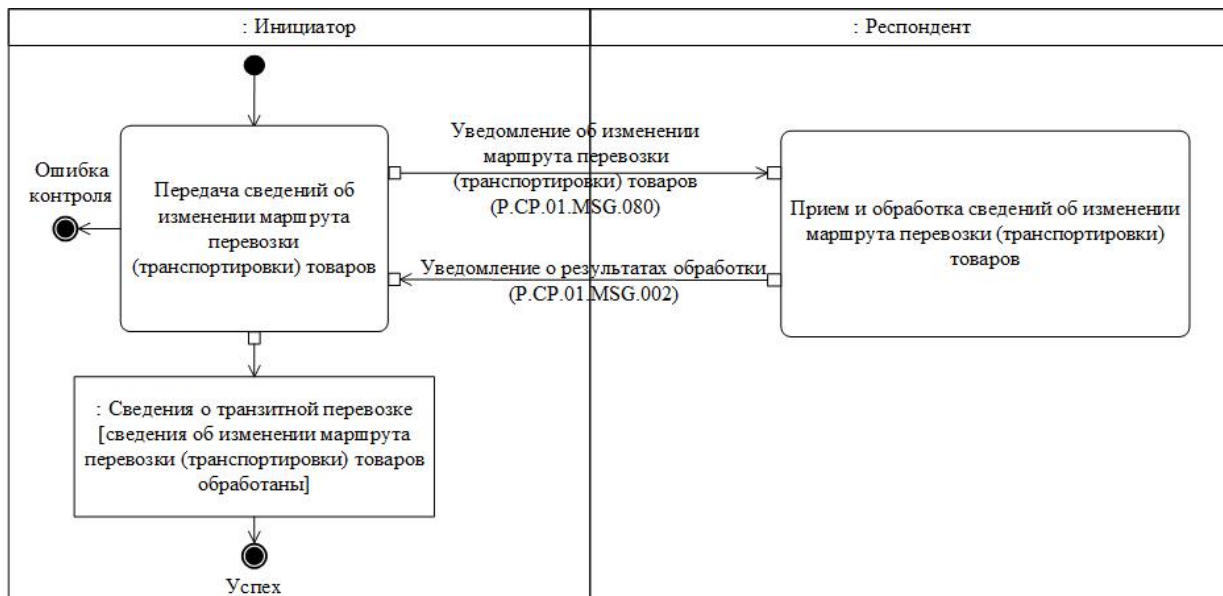 : Инициатор
: Респондент
Ошибка
контроля
Передача сведений об
изменении маршрута
перевозки
(транспортировки) товаров
Уведомление об изменении
маршрута перевозки
(транспортировки) товаров
(P.CP.01.MSG.080)
Прием и обработка сведений об изменении
маршрута перевозки (транспортировки)
товаров
Уведомление о результатах обработки
(P.CP.01.MSG.002)
: Сведения о транзитной перевозке
[сведения об изменении маршрута
перевозки (транспортировки) товаров
обработаны]
Успех